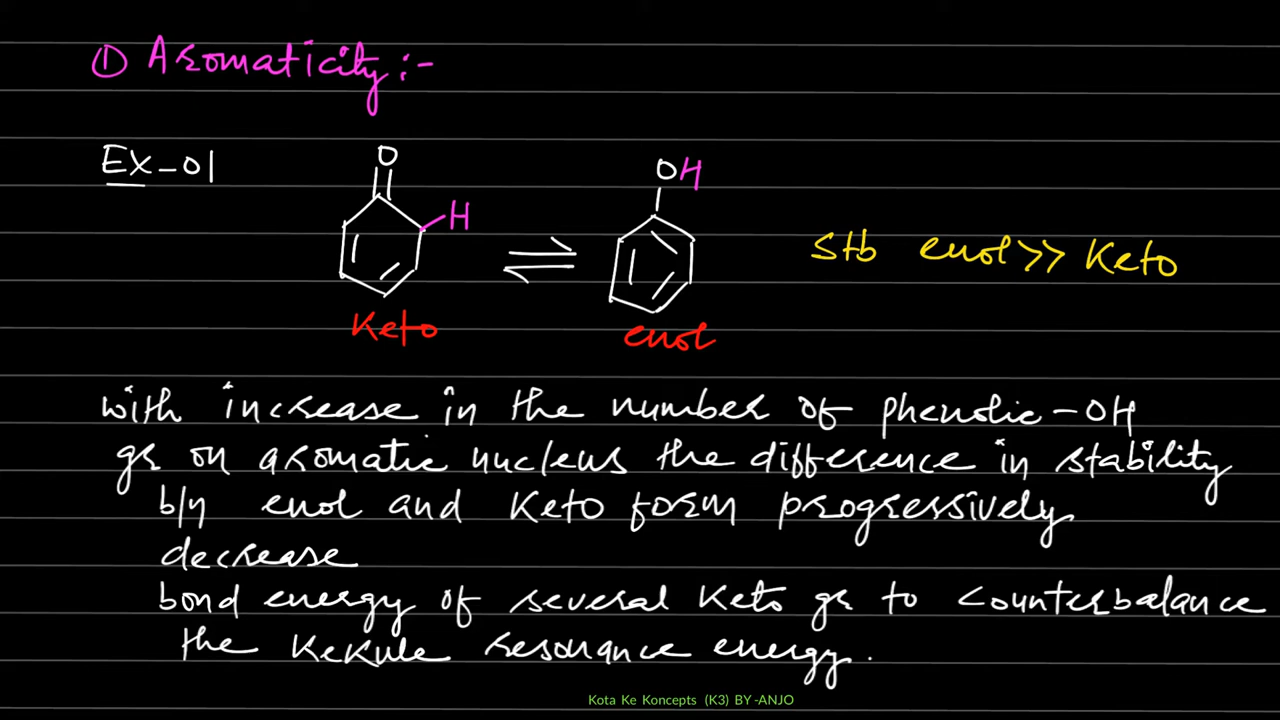 ① Aromaticity :-
Ex-01
O
H
OH
Stb enol >> Keto
Keto
enol
with increase in the number of phenolic -OH
gr on aromatic nucleus the difference in stability
b/n enol and Keto form progressively
decrease
bond energy of several Keto gr to counterbalance
the Kekule resonance energy.
Kota Ke Koncepts (K3) BY -ANJO